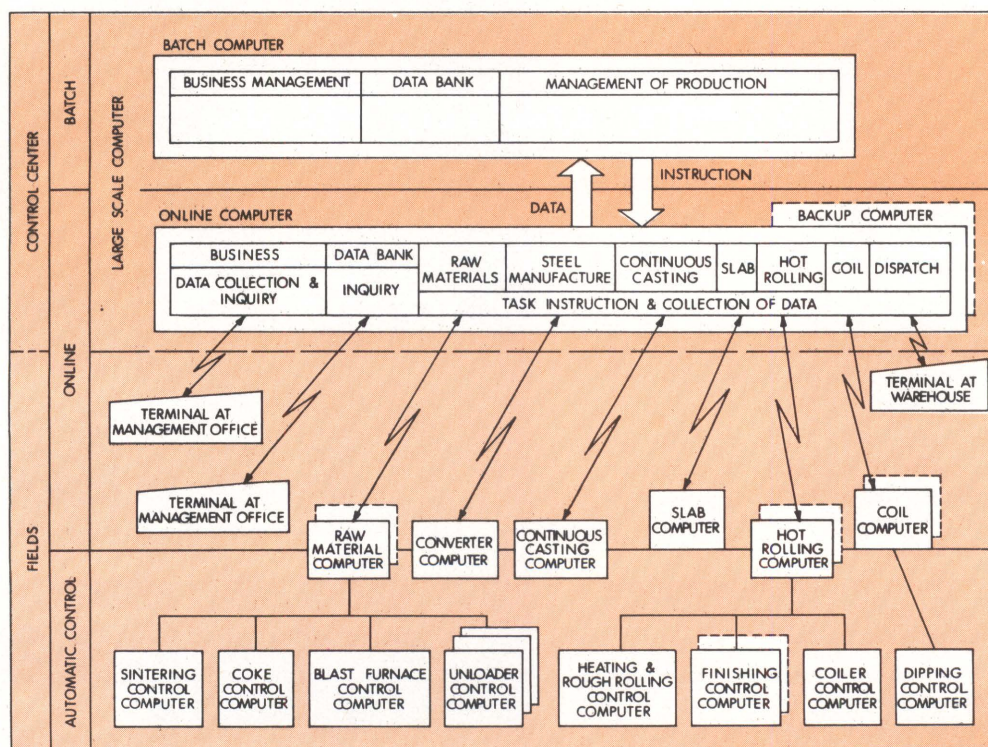 CONTROL CENTER
FIELDS
BATCH
ONLINE
AUTOMATIC CONTROL
LARGE SCALE COMPUTER
BATCH COMPUTER
BUSINESS MANAGEMENT
DATA BANK
MANAGEMENT OF PRODUCTION
DATA
INSTRUCTION
ONLINE COMPUTER
BACKUP COMPUTER
BUSINESS
DATA COLLECTION &
INQUIRY
DATA BANK
INQUIRY
RAW
MATERIALS
STEEL
MANUFACTURE
CONTINUOUS
CASTING
SLAB
HOT
ROLLING
COIL
DISPATCH
TASK INSTRUCTION & COLLECTION OF DATA
TERMINAL AT
MANAGEMENT OFFICE
TERMINAL AT
WAREHOUSE
TERMINAL AT
MANAGEMENT OFFICE
RAW
MATERIAL
COMPUTER
CONVERTER
COMPUTER
CONTINUOUS
CASTING
COMPUTER
SLAB
COMPUTER
HOT
ROLLING
COMPUTER
COIL
COMPUTER
SINTERING
CONTROL
COMPUTER
COKE
CONTROL
COMPUTER
BLAST FURNACE
CONTROL
COMPUTER
UNLOADER
CONTROL
COMPUTER
HEATING &
ROUGH ROLLING
CONTROL
COMPUTER
FINISHING
CONTROL
COMPUTER
COILER
CONTROL
COMPUTER
DIPPING
CONTROL
COMPUTER